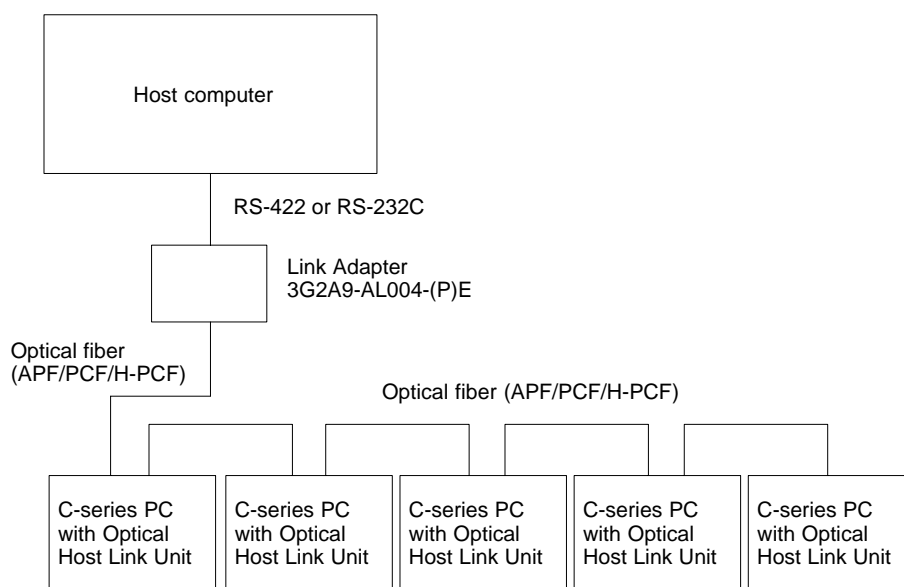 Host computer
RS-422 or RS-232C
Link Adapter
3G2A9-AL004-(P)E
Optical fiber
(APF/PCF/H-PCF)
Optical fiber (APF/PCF/H-PCF)
C-series PC
with Optical
Host Link Unit
C-series PC
with Optical
Host Link Unit
C-series PC
with Optical
Host Link Unit
C-series PC
with Optical
Host Link Unit
C-series PC
with Optical
Host Link Unit